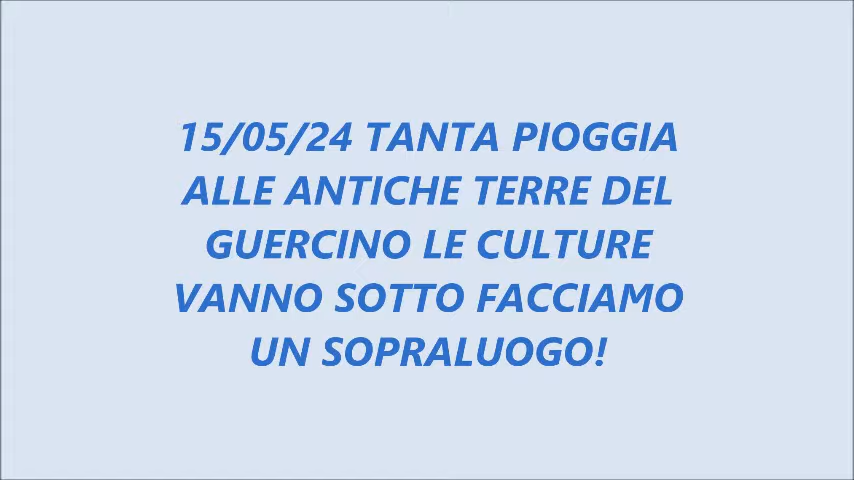 15/05/24 TANTA PIOGGIA
ALLE ANTICHE TERRE DEL
GUERCINO LE CULTURE
VANNO SOTTO FACCIAMO
UN SOPRALUOGO!